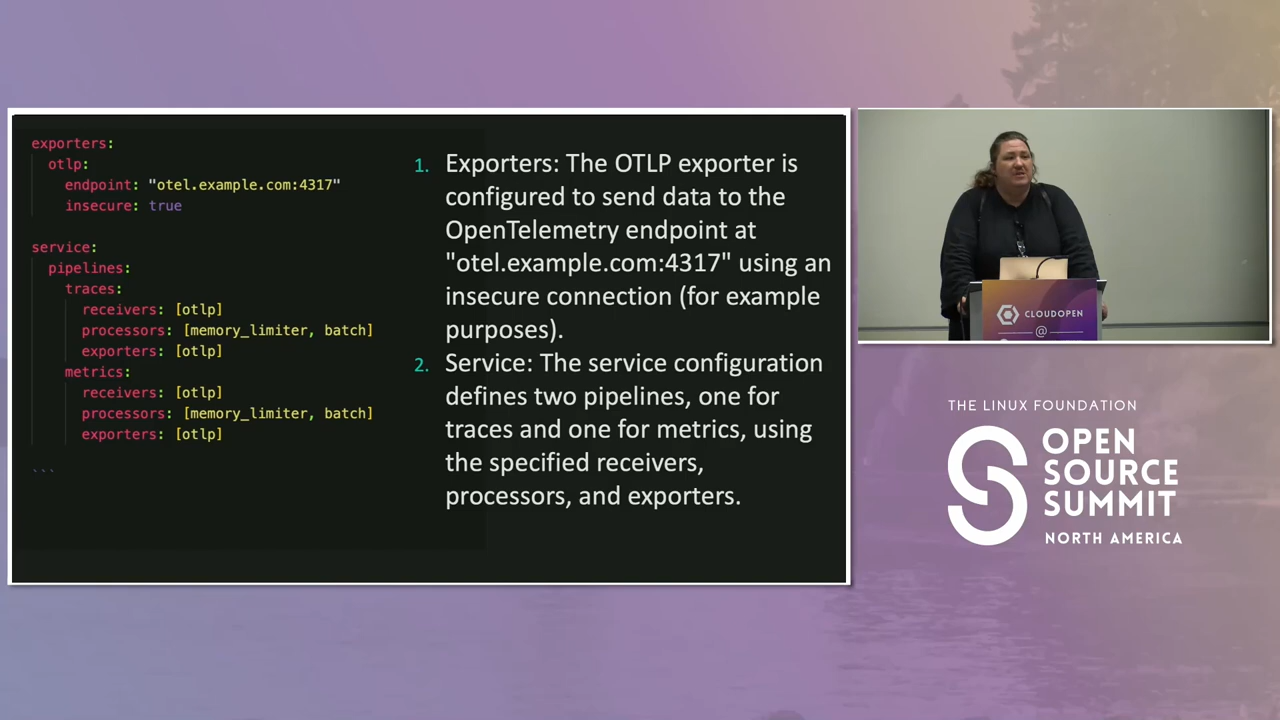 exporters:
otlp:
endpoint: "otel.example.com:4317"
insecure: true
service:
pipelines:
traces:
receivers: [otlp]
processors: [memory_limiter, batch]
exporters: [otlp]
metrics:
receivers: [otlp]
processors: [memory_limiter, batch]
exporters: [otlp]
```
1. Exporters: The OTLP exporter is
configured to send data to the
OpenTelemetry endpoint at
"otel.example.com:4317" using an
insecure connection (for example
purposes).
2. Service: The service configuration
defines two pipelines, one for
traces and one for metrics, using
the specified receivers,
processors, and exporters.
CLOUDOPEN
@
THE LINUX FOUNDATION
OPEN
SOURCE
SUMMIT
NORTH AMERICA